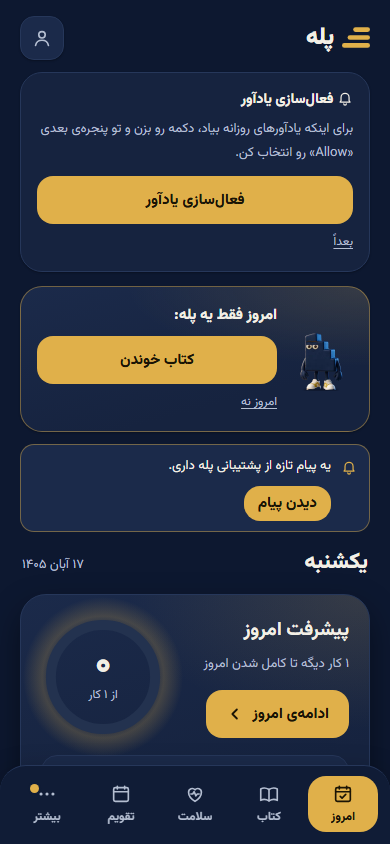 پله
فعال‌سازی یادآور
برای اینکه یادآورهای روزانه بیاد، دکمه رو بزن و تو پنجره‌ی بعدی
«Allow» رو انتخاب کن.
فعال‌سازی یادآور
بعداً
امروز فقط یه پله:
کتاب خوندن
امروز نه
یه پیام تازه از پشتیبانی پله داری.
دیدن پیام
یکشنبه
۱۷ آبان ۱۴۰۵
پیشرفت امروز
۱ کار دیگه تا کامل شدن امروز
ادامه‌ی امروز
۰
از ۱ کار
امروز
کتاب
سلامت
تقویم
بیشتر